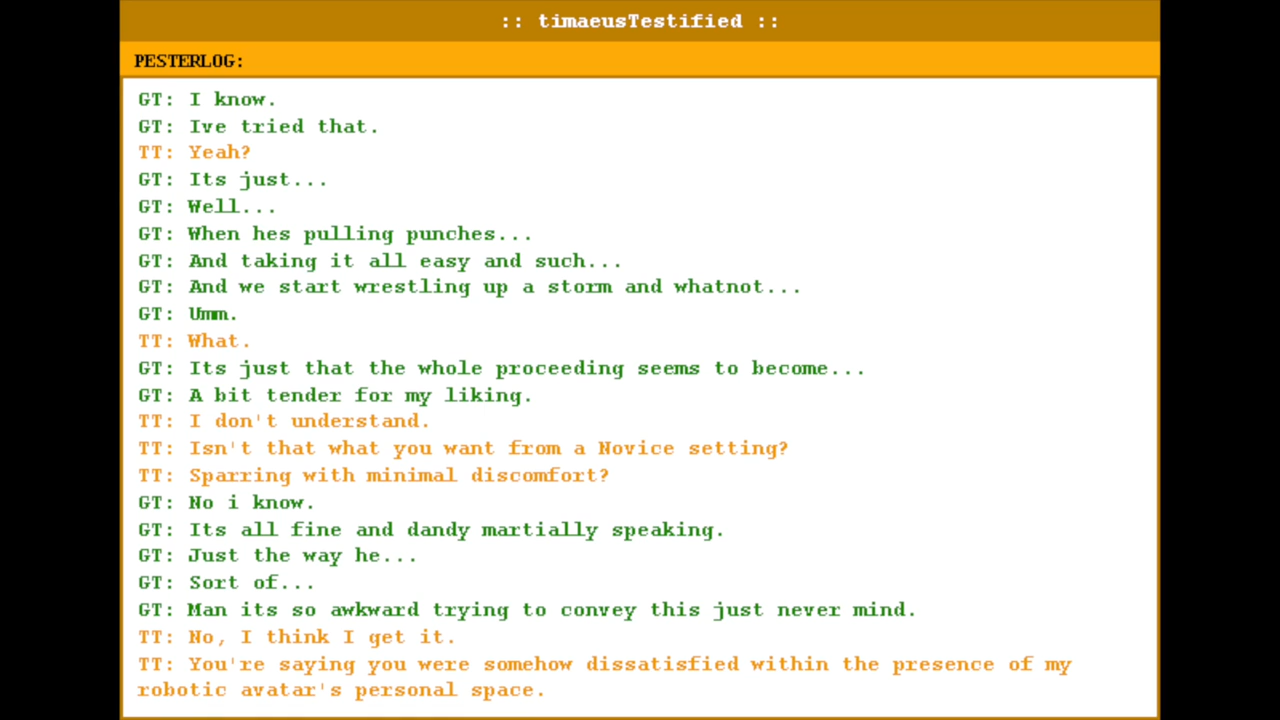 :: timaeusTestified ::
PESTERLOG:
GT: I know.
GT: Ive tried that.
TT: Yeah?
GT: Its just...
GT: Well...
GT: When hes pulling punches...
GT: And taking it all easy and such...
GT: And we start wrestling up a storm and whatnot...
GT: Umm.
TT: What.
GT: Its just that the whole proceeding seems to become...
GT: A bit tender for my liking.
TT: I don't understand.
TT: Isn't that what you want from a Novice setting?
TT: Sparring with minimal discomfort?
GT: No i know.
GT: Its all fine and dandy martially speaking.
GT: Just the way he...
GT: Sort of...
GT: Man its so awkward trying to convey this just never mind.
TT: No, I think I get it.
TT: You're saying you were somehow dissatisfied within the presence of my
robotic avatar's personal space.